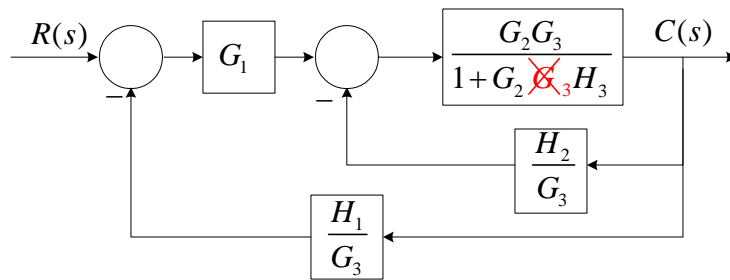 R(s)
G₁
G₂G₃
1+G₂G₃H₃
C(s)
−
−
H₂
G₃
H₁
G₃